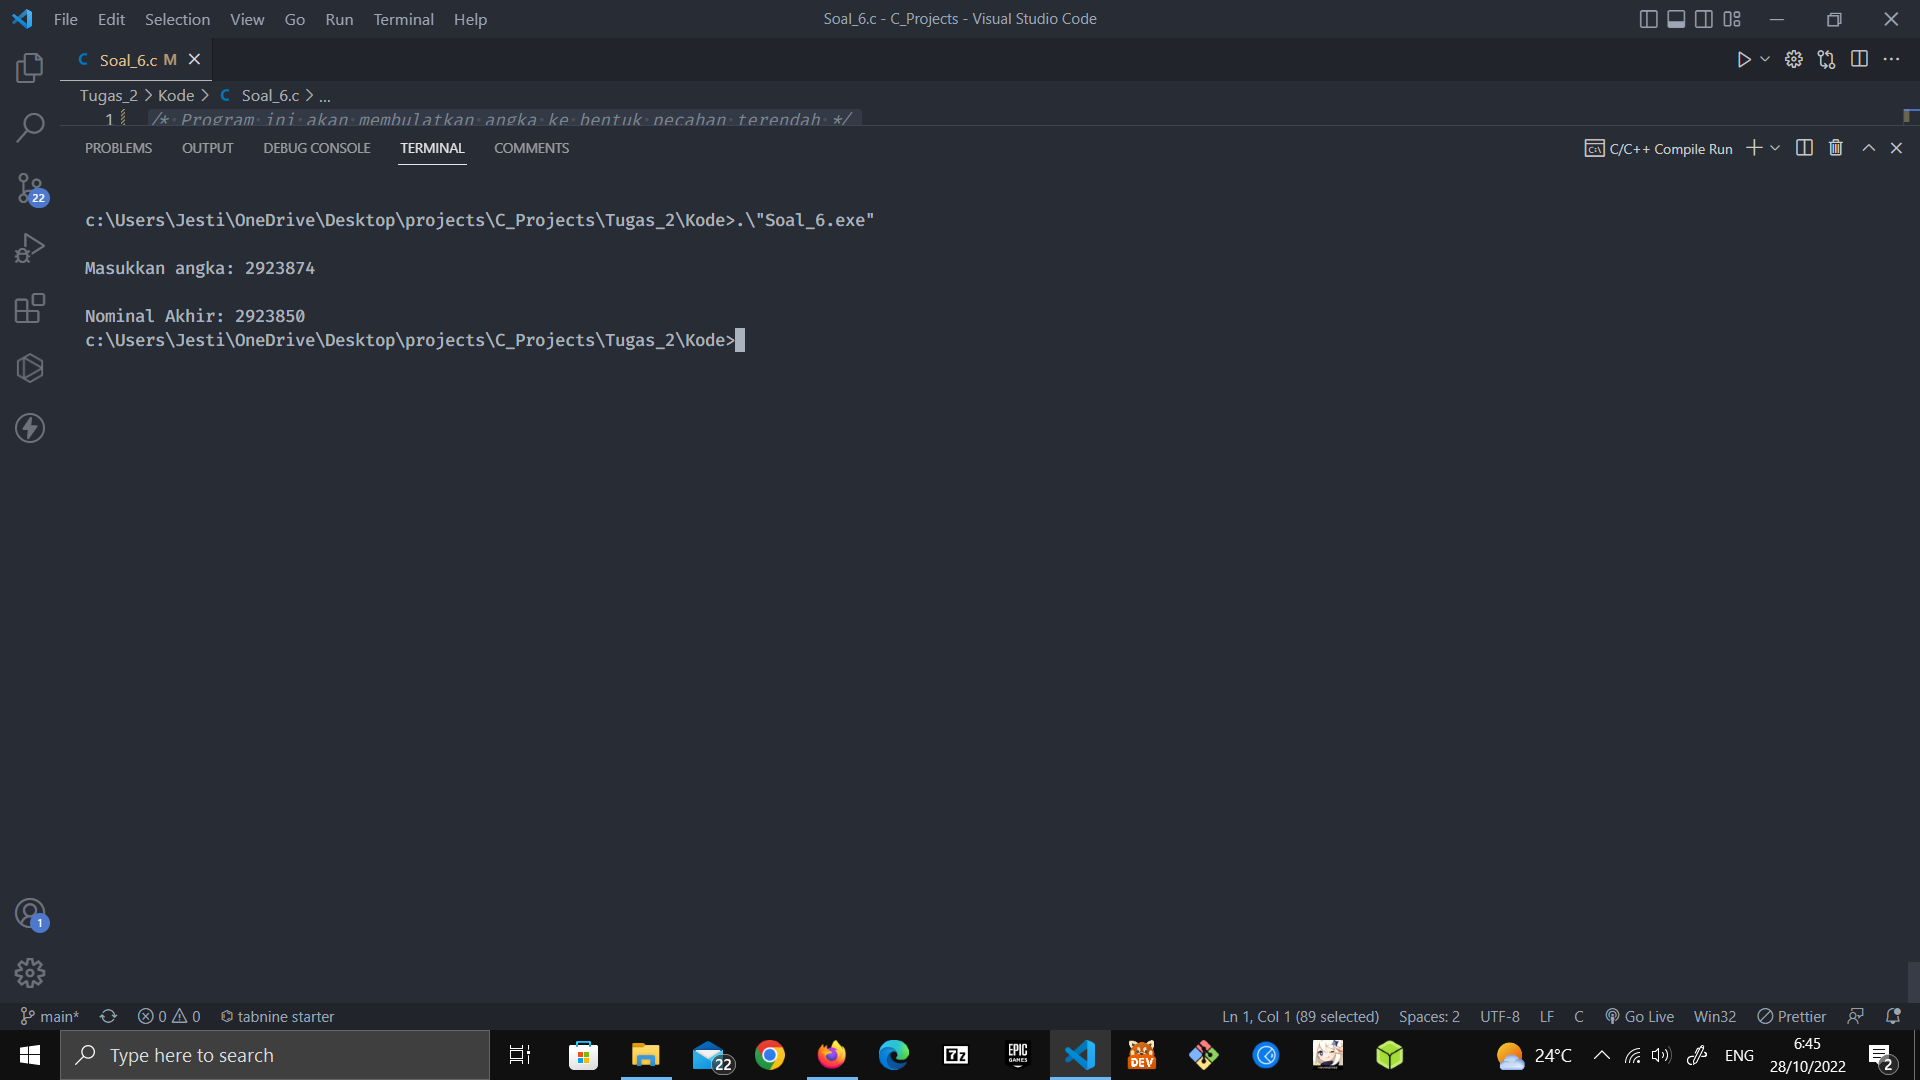 File Edit Selection View Go Run Terminal Help
Soal_6.c - C_Projects - Visual Studio Code
C Soal_6.c M
Tugas_2 > Kode > C Soal_6.c > ...
1 /* Program ini akan membulatkan angka ke bentuk pecahan terendah */
PROBLEMS OUTPUT DEBUG CONSOLE TERMINAL COMMENTS
C/C++ Compile Run
22
c:\Users\Jesti\OneDrive\Desktop\projects\C_Projects\Tugas_2\Kode>.\"Soal_6.exe"
Masukkan angka: 2923874
Nominal Akhir: 2923850
c:\Users\Jesti\OneDrive\Desktop\projects\C_Projects\Tugas_2\Kode>
1
main* 0 0 tabnine starter
Ln 1, Col 1 (89 selected) Spaces: 2 UTF-8 LF C Go Live Win32 Prettier
Type here to search
22
7z
EPIC GAMES
DEV
24°C
ENG
6:45
28/10/2022
2